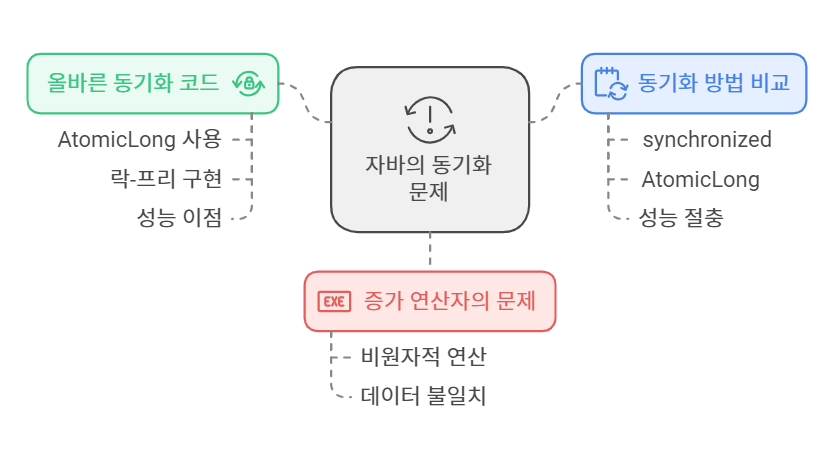 올바른 동기화 코드
AtomicLong 사용
락-프리 구현
성능 이점
자바의 동기화
문제
동기화 방법 비교
synchronized
AtomicLong
성능 절충
EXE
증가 연산자의 문제
비원자적 연산
데이터 불일치